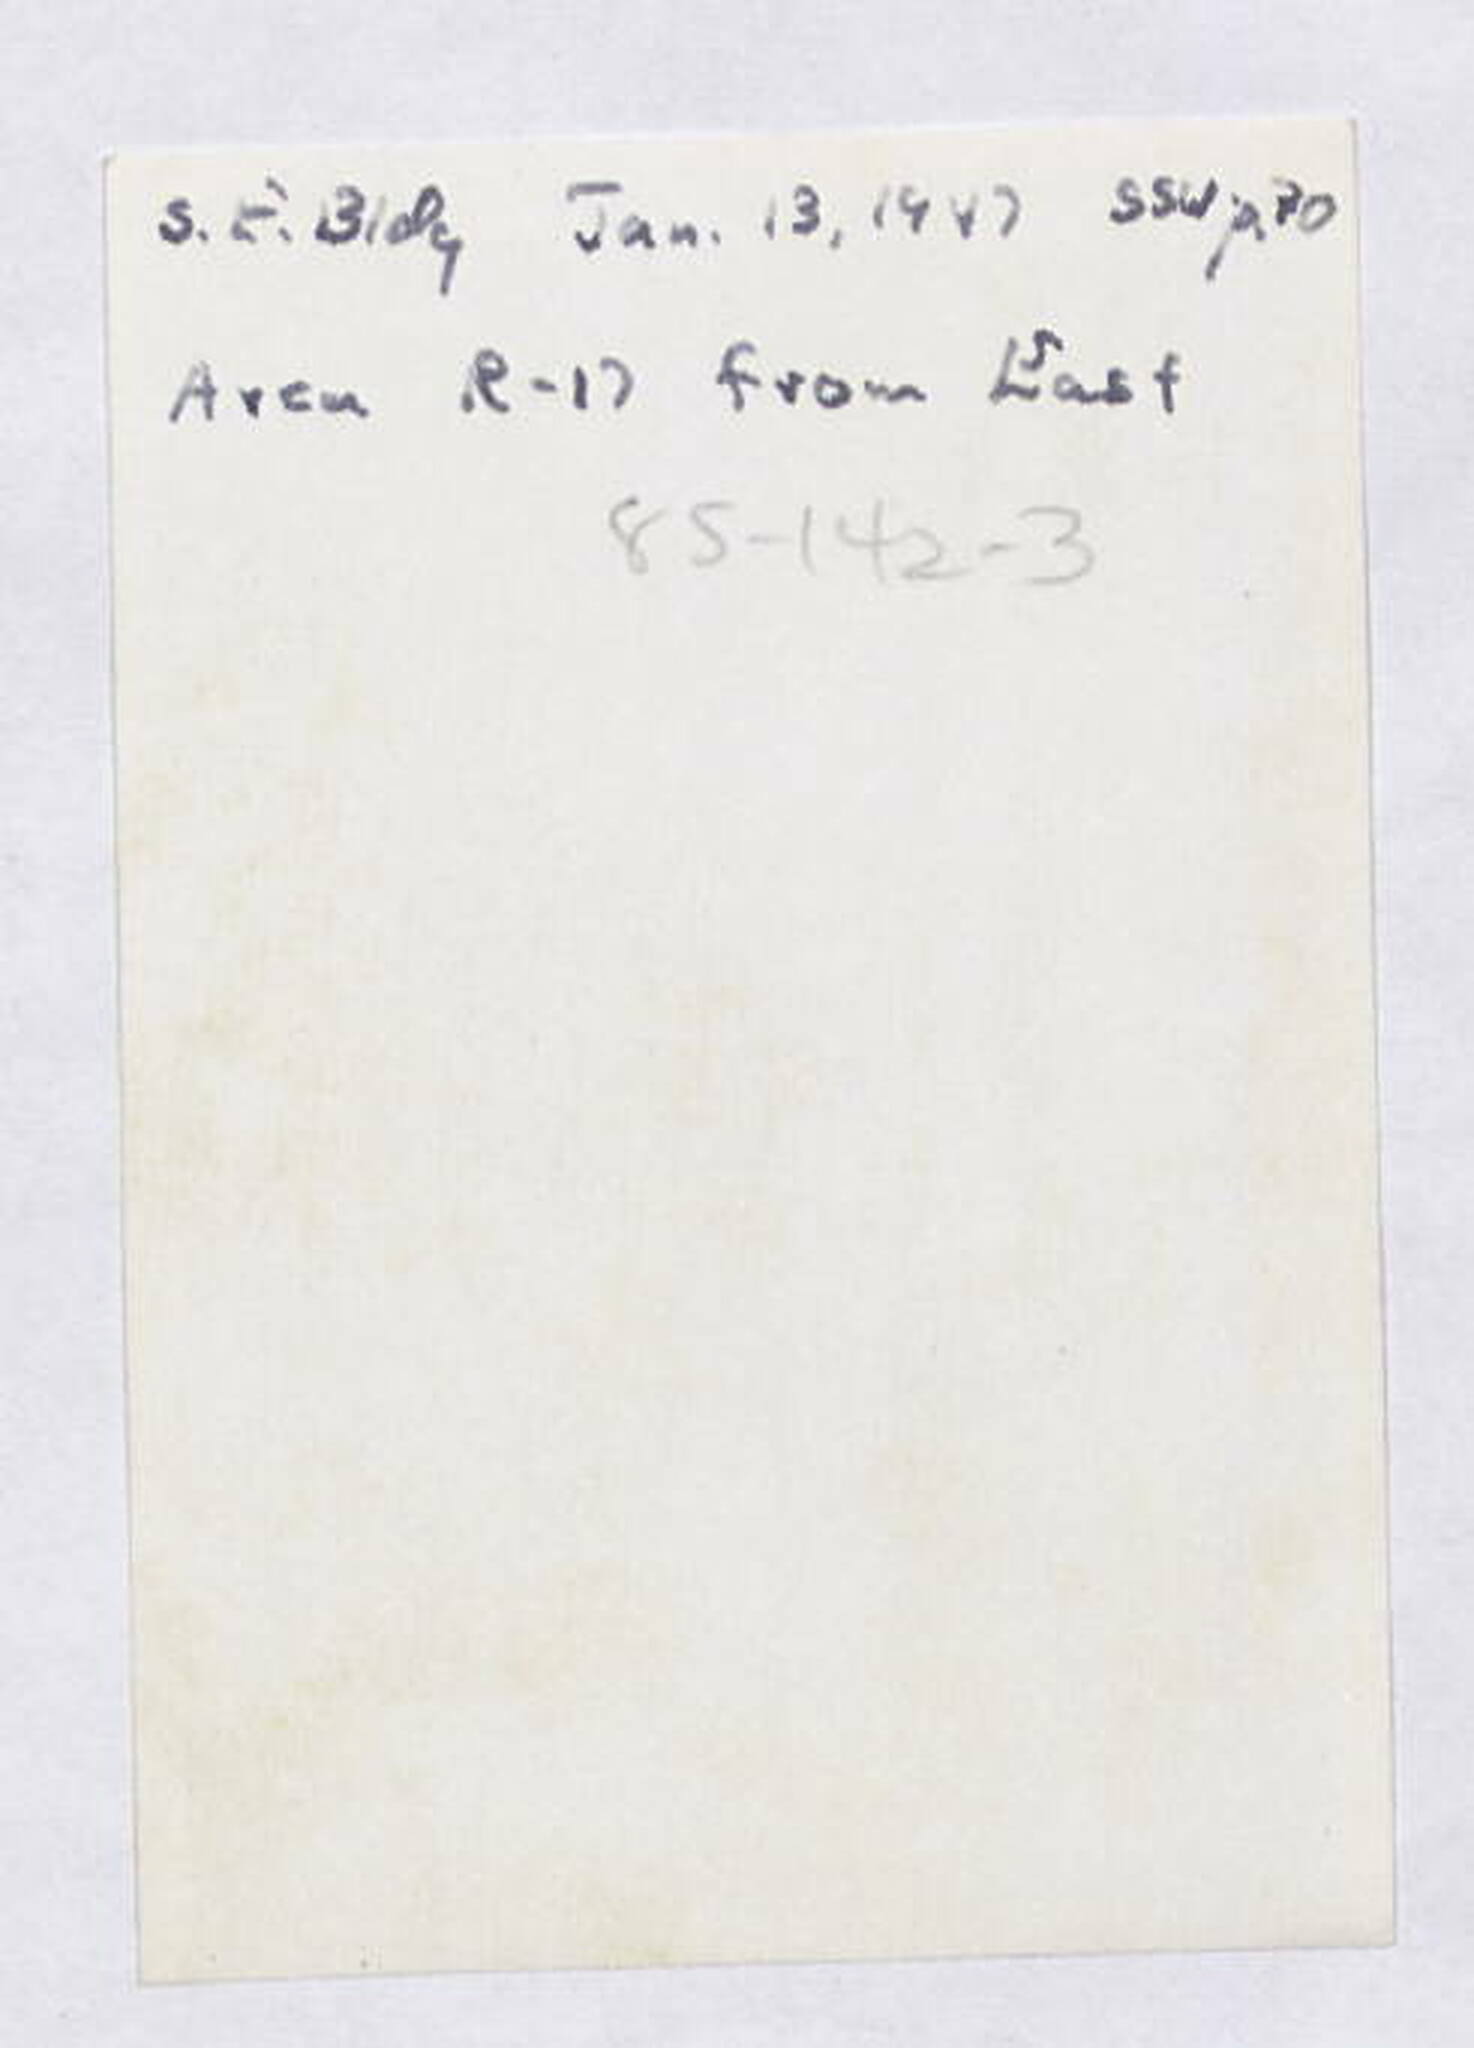 S. E. Bldg Jan. 13, 1947 SSW p. 70
Area R-17 from East
85-142-3